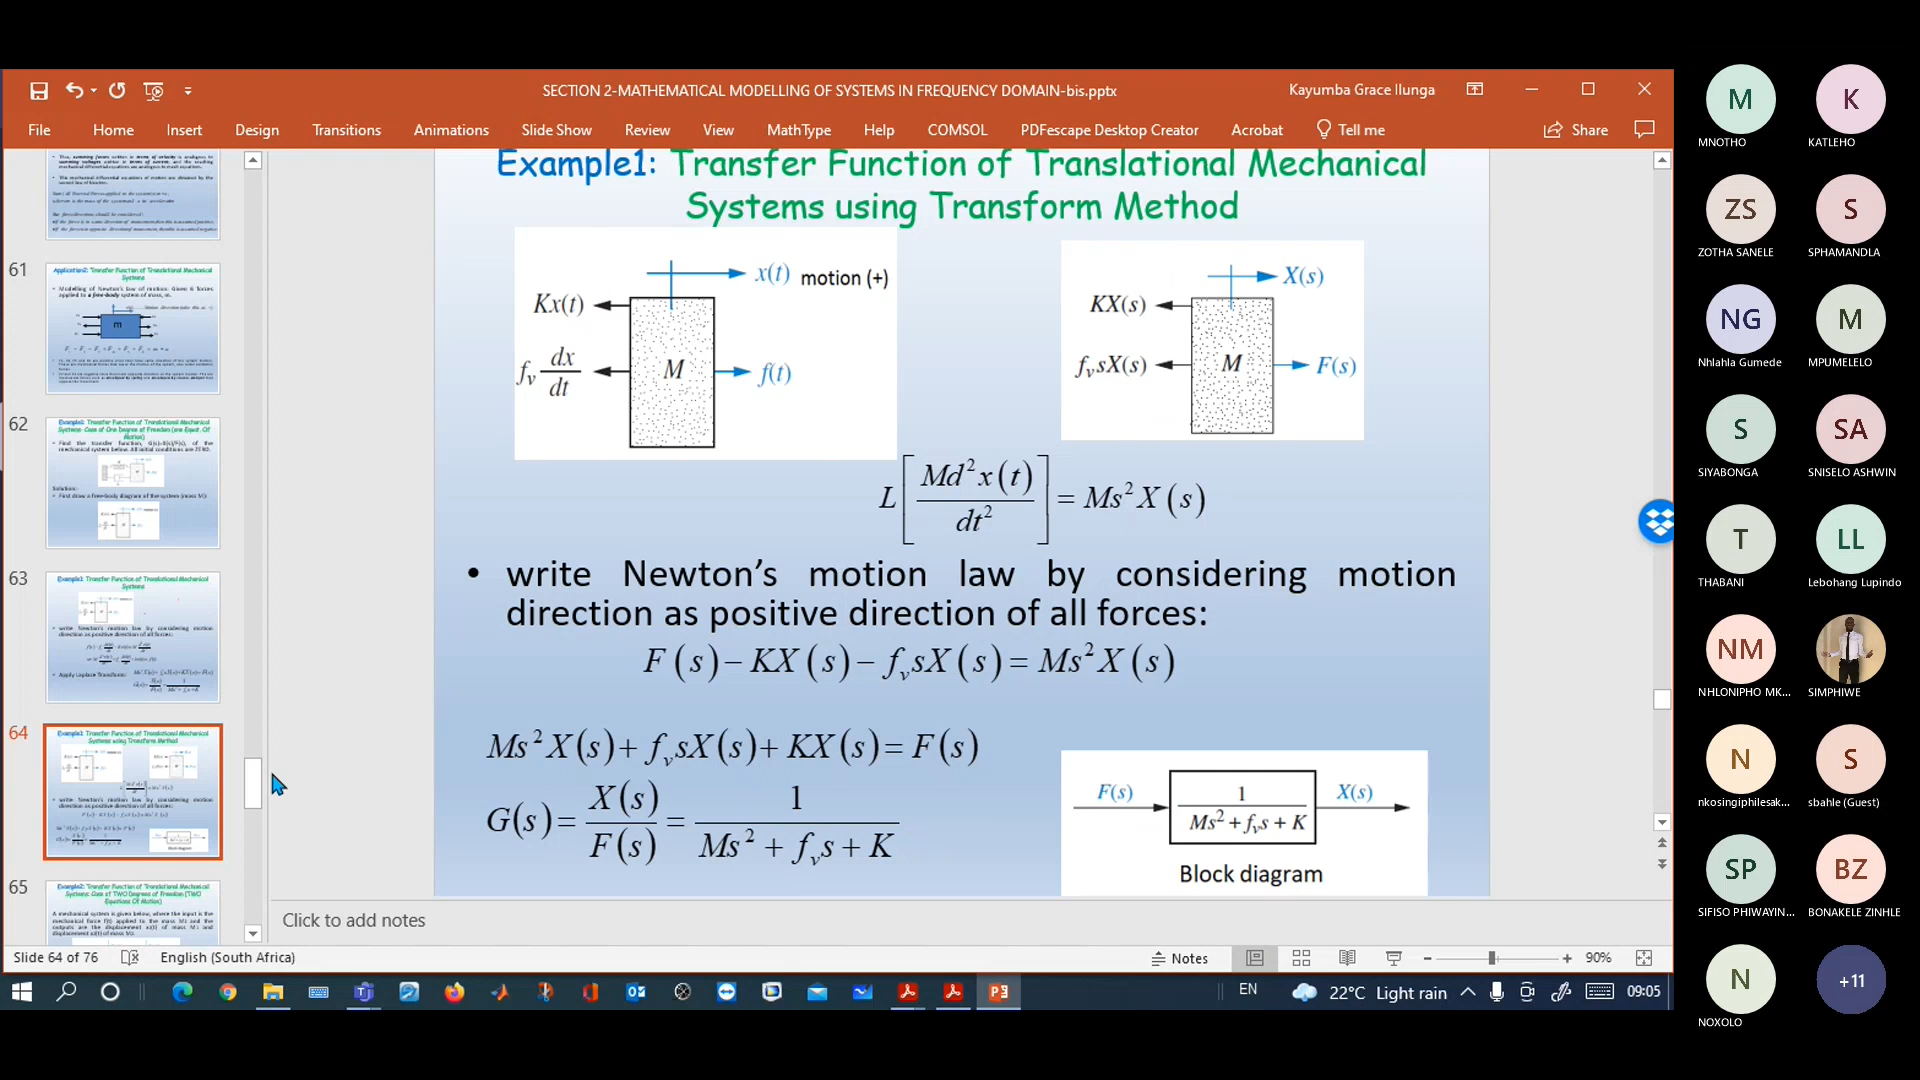 SECTION 2-MATHEMATICAL MODELLING OF SYSTEMS IN FREQUENCY DOMAIN-bis.pptx
Kayumba Grace Ilunga
File Home Insert Design Transitions Animations Slide Show Review View MathType Help COMSOL PDFescape Desktop Creator Acrobat Tell me Share
61
62
63
64
65
Example1: Transfer Function of Translational Mechanical
Systems using Transform Method
x(t) motion (+)
Kx(t)
f_v dx/dt
M
f(t)
X(s)
KX(s)
f_v sX(s)
M
F(s)
L[Md²x(t)/dt²] = Ms²X(s)
• write Newton's motion law by considering motion
direction as positive direction of all forces:
F(s) − KX(s) − f_v sX(s) = Ms²X(s)
Ms²X(s) + f_v sX(s) + KX(s) = F(s)
G(s) = X(s)/F(s) = 1/(Ms² + f_v s + K)
F(s) 1/(Ms² + f_v s + K) X(s)
Block diagram
Click to add notes
Slide 64 of 76 English (South Africa) Notes 90%
EN 22°C Light rain 09:05
M K
MNOTHO KATLEHO
ZS S
ZOTHA SANELE SPHAMANDLA
NG M
Nhlahla Gumede MPUMELELO
S SA
SIYABONGA SNISELO ASHWIN
T LL
THABANI Lebohang Lupindo
NM
NHLONIPHO MK... SIMPHIWE
N S
nkosingiphilesak... sbahle (Guest)
SP BZ
SIFISO PHIWAYIN... BONAKELE ZINHLE
N +11
NOXOLO